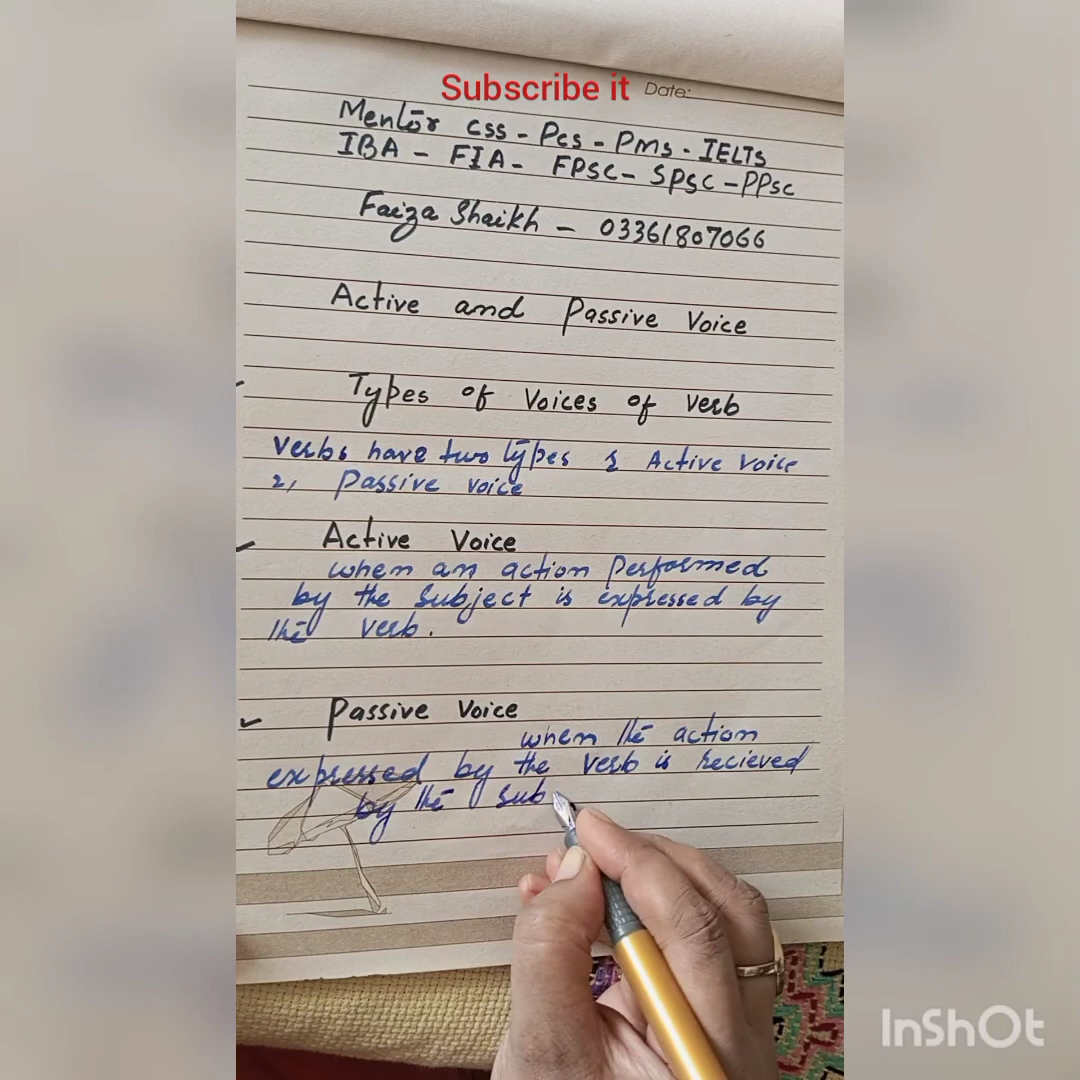 Subscribe it
Date:
Mentor css - Pcs - Pms - IELTs
IBA - FIA - FPSC - SPSC - PPsc
Faiza Shaikh - 03361807066
Active and Passive Voice
Types of Voices of verb
Verbs have two types 1 Active voice
2, Passive voice
Active Voice
when an action performed
by the subject is expressed by
the verb.
Passive Voice
when the action
expressed by the verb is recieved
by the sub
InShOt